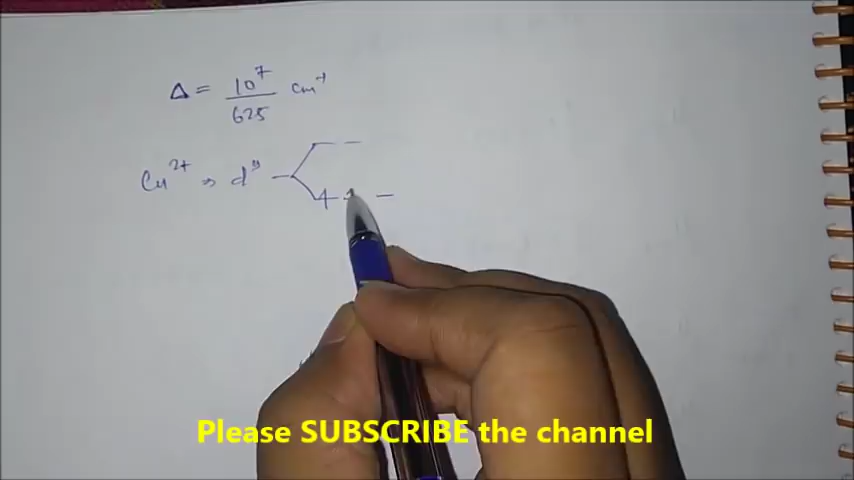 Δ = 10⁷/625 cm⁻¹
Cu²⁺ ⇒ d⁹
Please SUBSCRIBE the channel